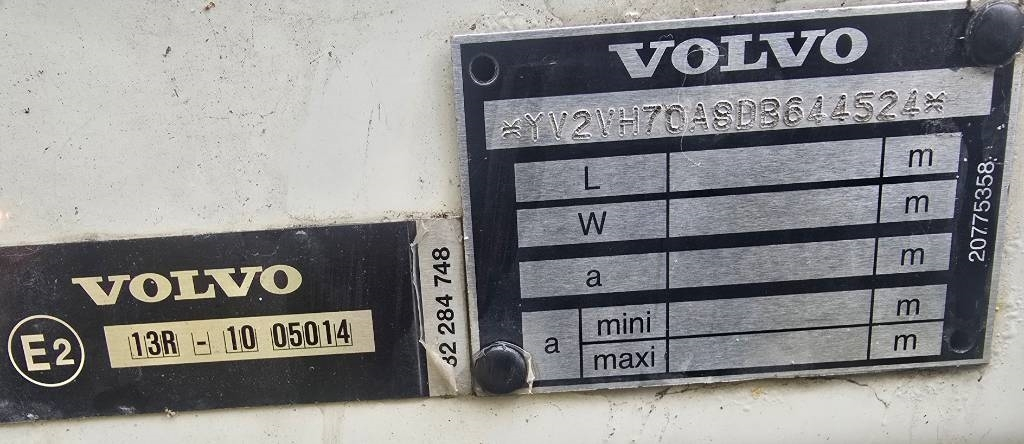 VOLVO
*YV2VH70A8DB644524*
L m
W m
a m
a mini m
maxi m
20775358
VOLVO
E2
13R - 10 05014
82 284 748